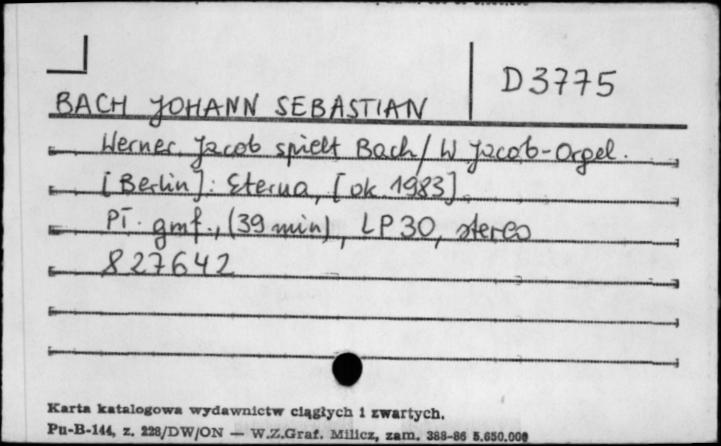 D 3775
BACH JOHANN SEBASTIAN
Werner Jacob spielt Bach / W Jacob-Orgel.
[Berlin]: Eterna, [ok. 1983].
Pł. gmf., (39 min), LP 30, stereo
827642
Karta katalogowa wydawnictw ciągłych i zwartych.
Pu-B-144, z. 228/DW/ON — W.Z.Graf. Milicz, zam. 388-86 5.650.000